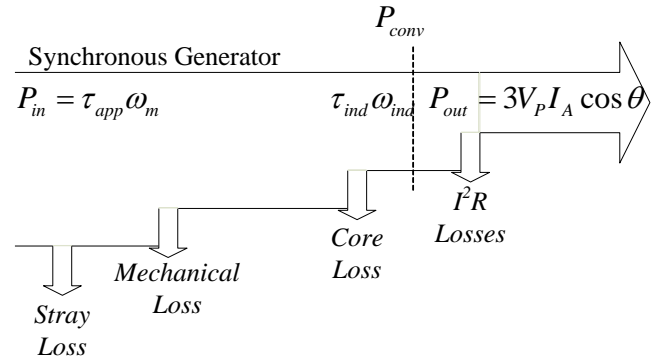 P_conv
Synchronous Generator
P_in = τ_app ω_m
τ_ind ω_ind
P_out = 3V_P I_A cos θ
I²R
Losses
Core
Loss
Mechanical
Loss
Stray
Loss